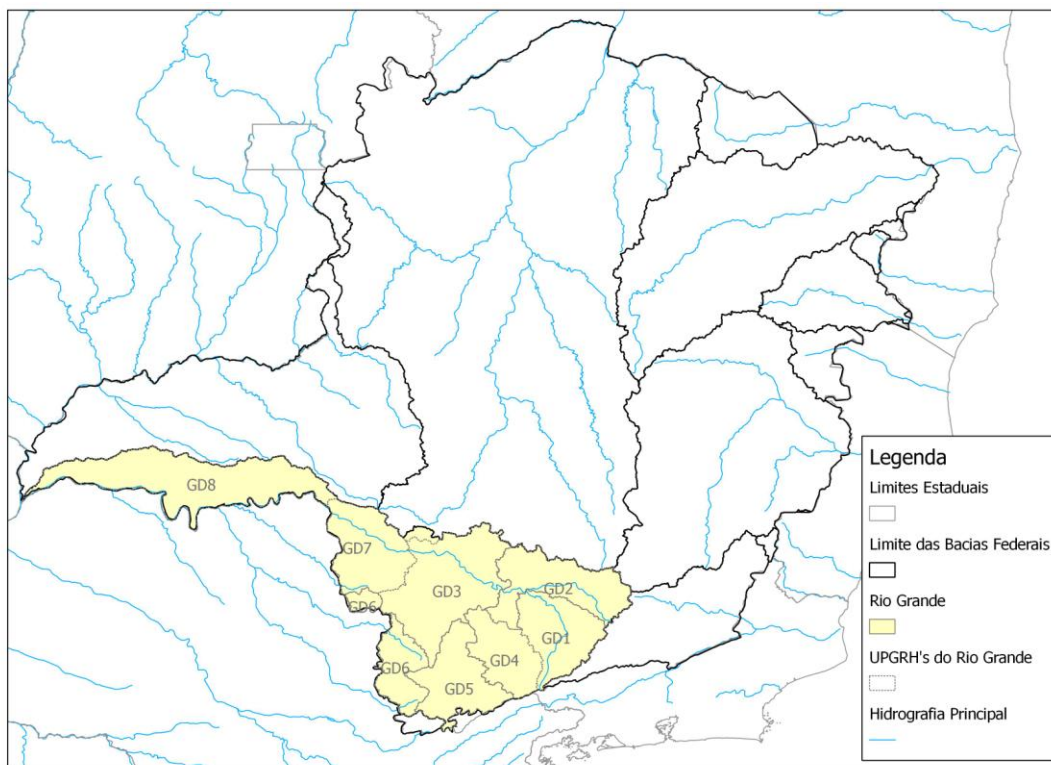 GD8
GD7
GD3
GD2
GD6
GD1
GD6
GD4
GD5
Legenda
Limites Estaduais
Limite das Bacias Federais
Rio Grande
UPGRH's do Rio Grande
Hidrografia Principal